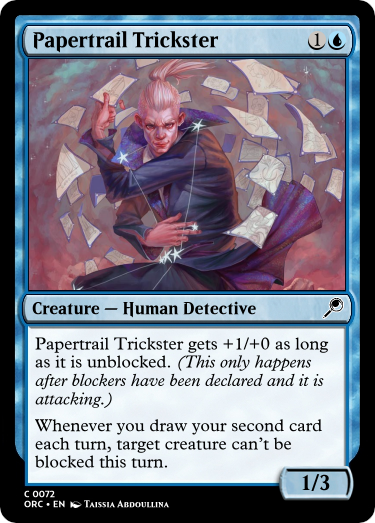 Papertrail Trickster
1
Creature — Human Detective
Papertrail Trickster gets +1/+0 as long
as it is unblocked. (This only happens
after blockers have been declared and it is
attacking.)
Whenever you draw your second card
each turn, target creature can't be
blocked this turn.
1/3
C 0072
ORC • EN Taissia Abdoullina